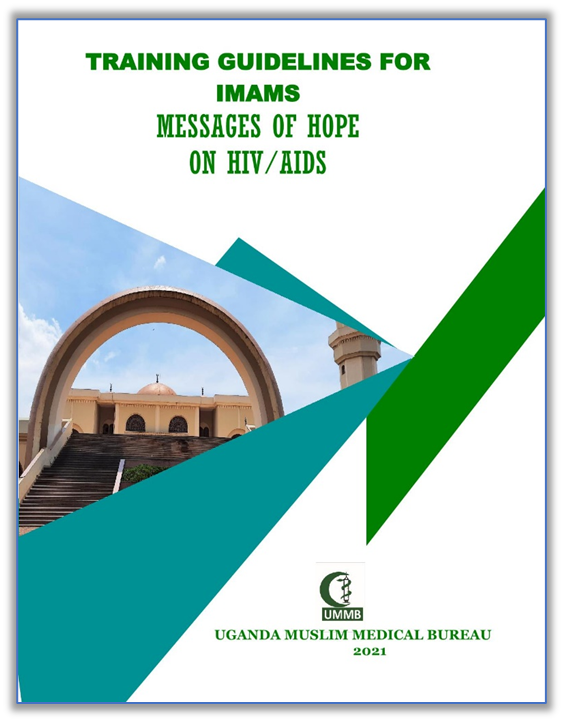 TRAINING GUIDELINES FOR
IMAMS
MESSAGES OF HOPE
ON HIV/AIDS
UMMB
UGANDA MUSLIM MEDICAL BUREAU
2021